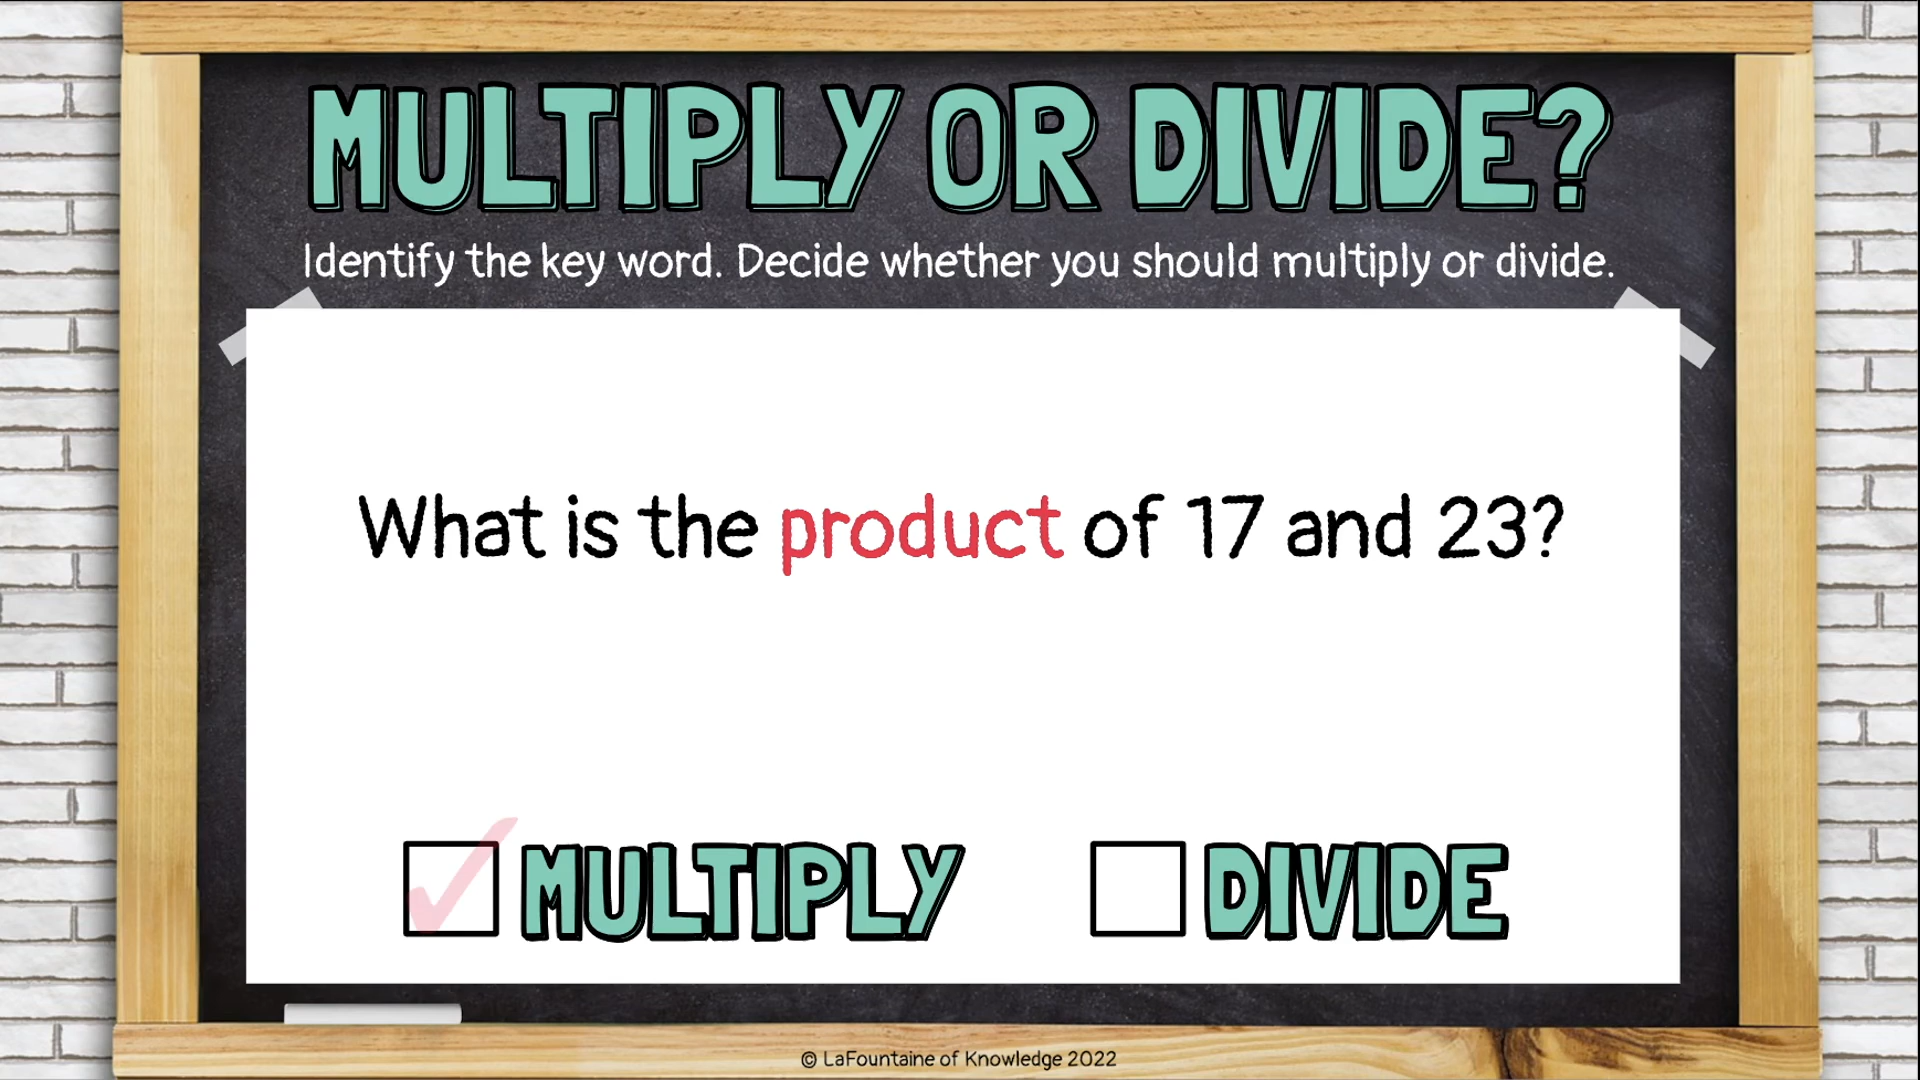 MULTIPLY OR DIVIDE?
Identify the key word. Decide whether you should multiply or divide.
What is the product of 17 and 23?
MULTIPLY
DIVIDE
© LaFountaine of Knowledge 2022